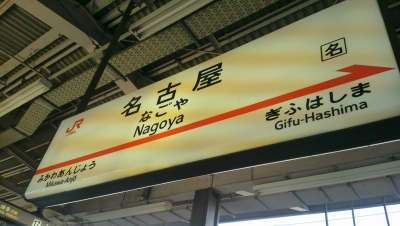 名古屋
名
なごや
Nagoya
JR
ぎふはしま
Gifu-Hashima
みかわあんじょう
Mikawa-Anjō